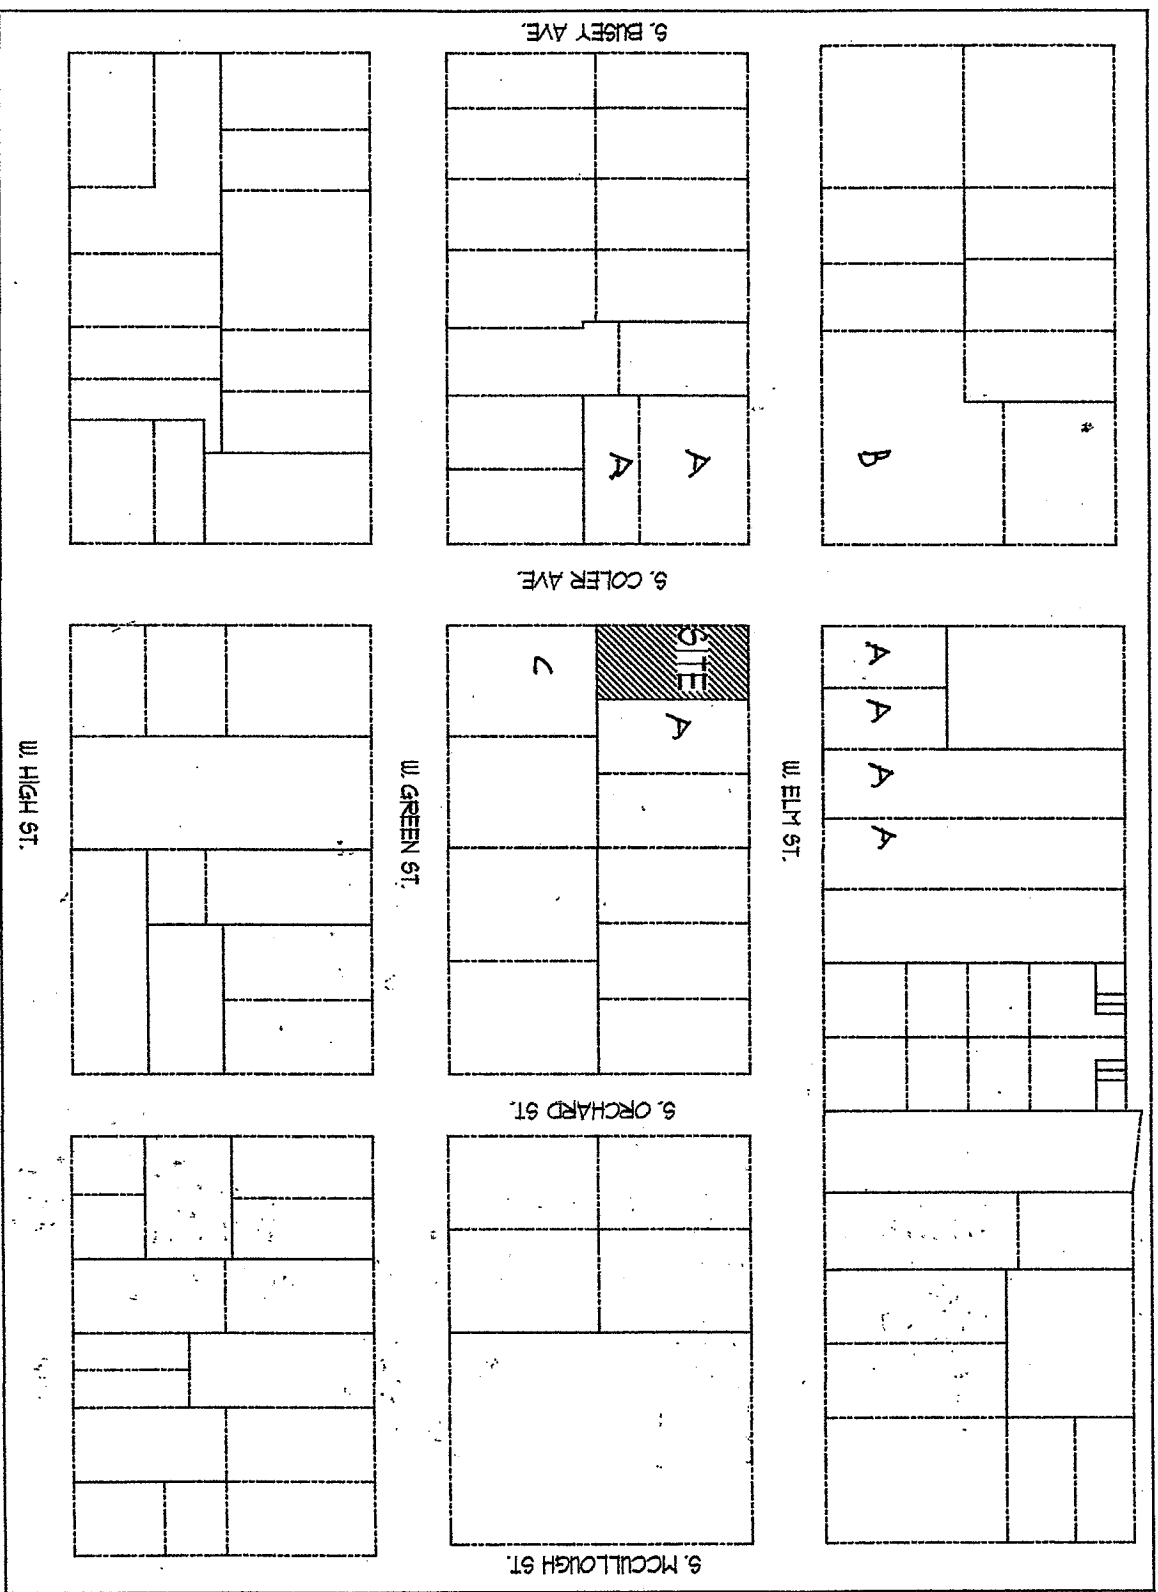 S. BUSEY AVE.
B
A
A
S. COLER AVE.
SITE
C
A
A
A
A
A
W. HIGH ST.
W. GREEN ST.
W. ELM ST.
S. ORCHARD ST.
S. MCCULLOUGH ST.